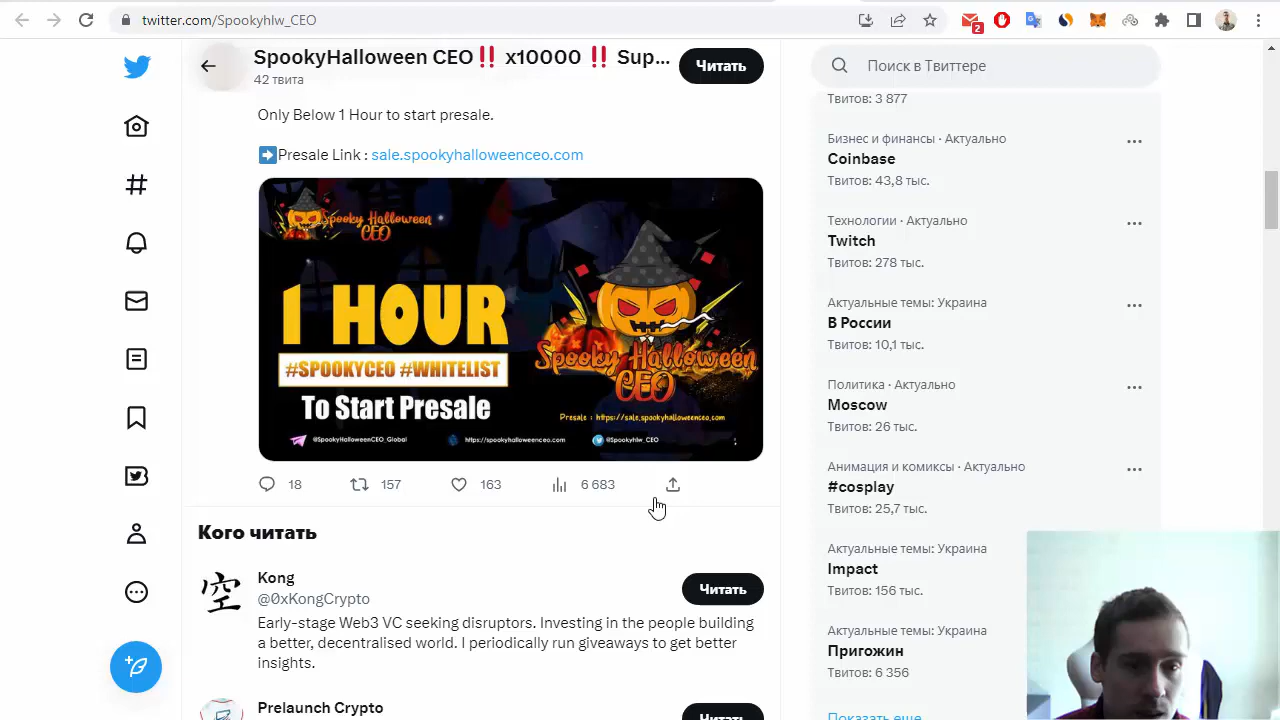 twitter.com/Spookyhlw_CEO
2
SpookyHalloween CEO‼️ x10000 ‼️ Sup...
42 твита
Читать
Only Below 1 Hour to start presale.
➡️Presale Link : sale.spookyhalloweenceo.com
Spooky Halloween
CEO
1 HOUR
#SPOOKYCEO #WHITELIST
To Start Presale
Spooky Halloween
CEO
Presale : https://sale.spookyhalloweenceo.com
@SpookyHalloweenCEO_Global
https://spookyhalloweenceo.com
@Spookyhlw_CEO
18
157
163
6 683
Кого читать
空
Kong
@0xKongCrypto
Читать
Early-stage Web3 VC seeking disruptors. Investing in the people building
a better, decentralised world. I periodically run giveaways to get better
insights.
Prelaunch Crypto
Читать
Поиск в Твиттере
Твитов: 3 877
Бизнес и финансы · Актуально
Coinbase
Твитов: 43,8 тыс.
Технологии · Актуально
Twitch
Твитов: 278 тыс.
Актуальные темы: Украина
В России
Твитов: 10,1 тыс.
Политика · Актуально
Moscow
Твитов: 26 тыс.
Анимация и комиксы · Актуально
#cosplay
Твитов: 25,7 тыс.
Актуальные темы: Украина
Impact
Твитов: 156 тыс.
Актуальные темы: Украина
Пригожин
Твитов: 6 356
Показать еще